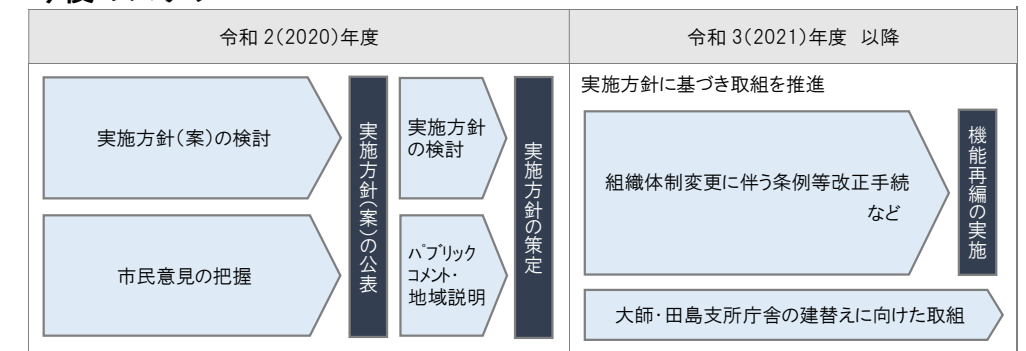 令和 2(2020)年度
令和 3(2021)年度 以降
実施方針(案)の検討
市民意見の把握
実施方針(案)の公表
実施方針
の検討
パブリック
コメント・
地域説明
実施方針の策定
実施方針に基づき取組を推進
組織体制変更に伴う条例等改正手続
など
機能再編の実施
大師・田島支所庁舎の建替えに向けた取組